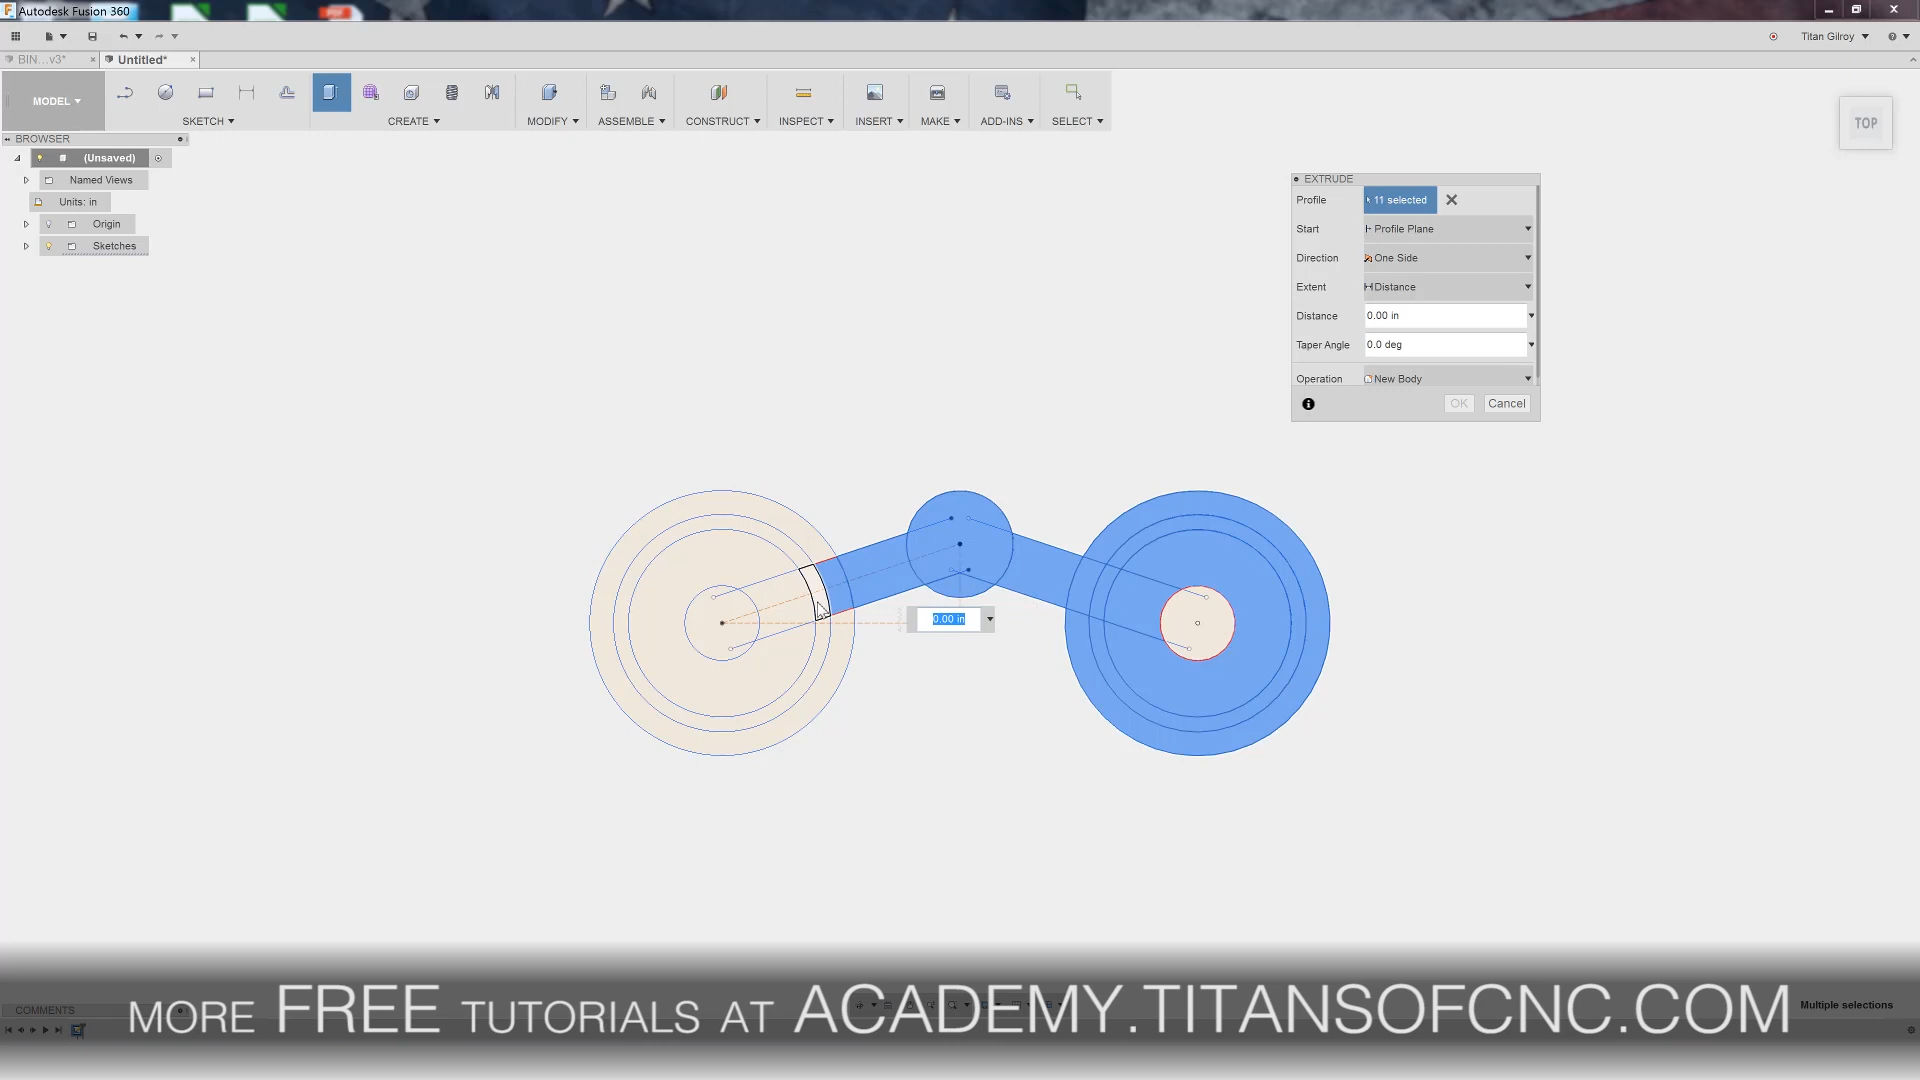 Autodesk Fusion 360
Titan Gilroy
BIN...v3*
Untitled*
MODEL
SKETCH
CREATE
MODIFY
ASSEMBLE
CONSTRUCT
INSPECT
INSERT
MAKE
ADD-INS
SELECT
TOP
BROWSER
(Unsaved)
Named Views
Units: in
Origin
Sketches
EXTRUDE
Profile 11 selected
Start Profile Plane
Direction One Side
Extent Distance
Distance 0.00 in
Taper Angle 0.0 deg
Operation New Body
OK Cancel
0.00 in
COMMENTS
MORE FREE TUTORIALS AT ACADEMY.TITANSOFCNC.COM
Multiple selections